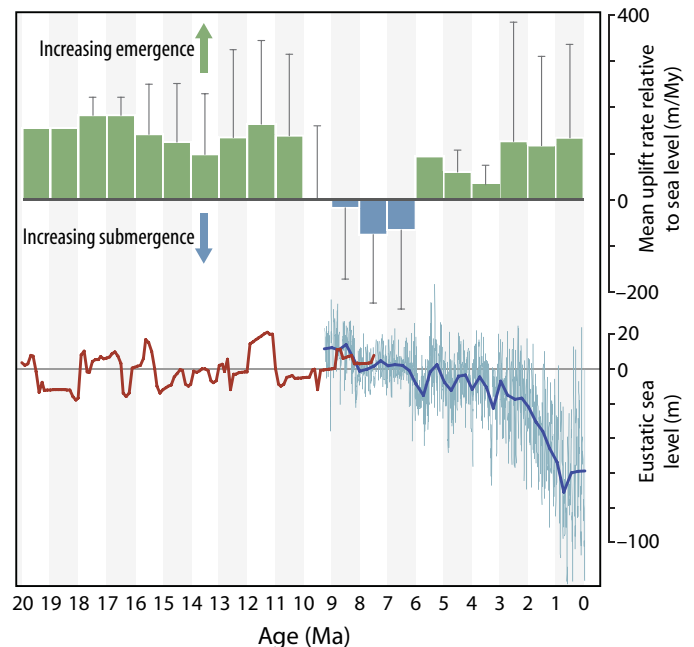 Increasing emergence
Increasing submergence
400
0
−200
Mean uplift rate relative
to sea level (m/My)
20
0
−100
Eustatic sea
level (m)
20 19 18 17 16 15 14 13 12 11 10 9 8 7 6 5 4 3 2 1 0
Age (Ma)